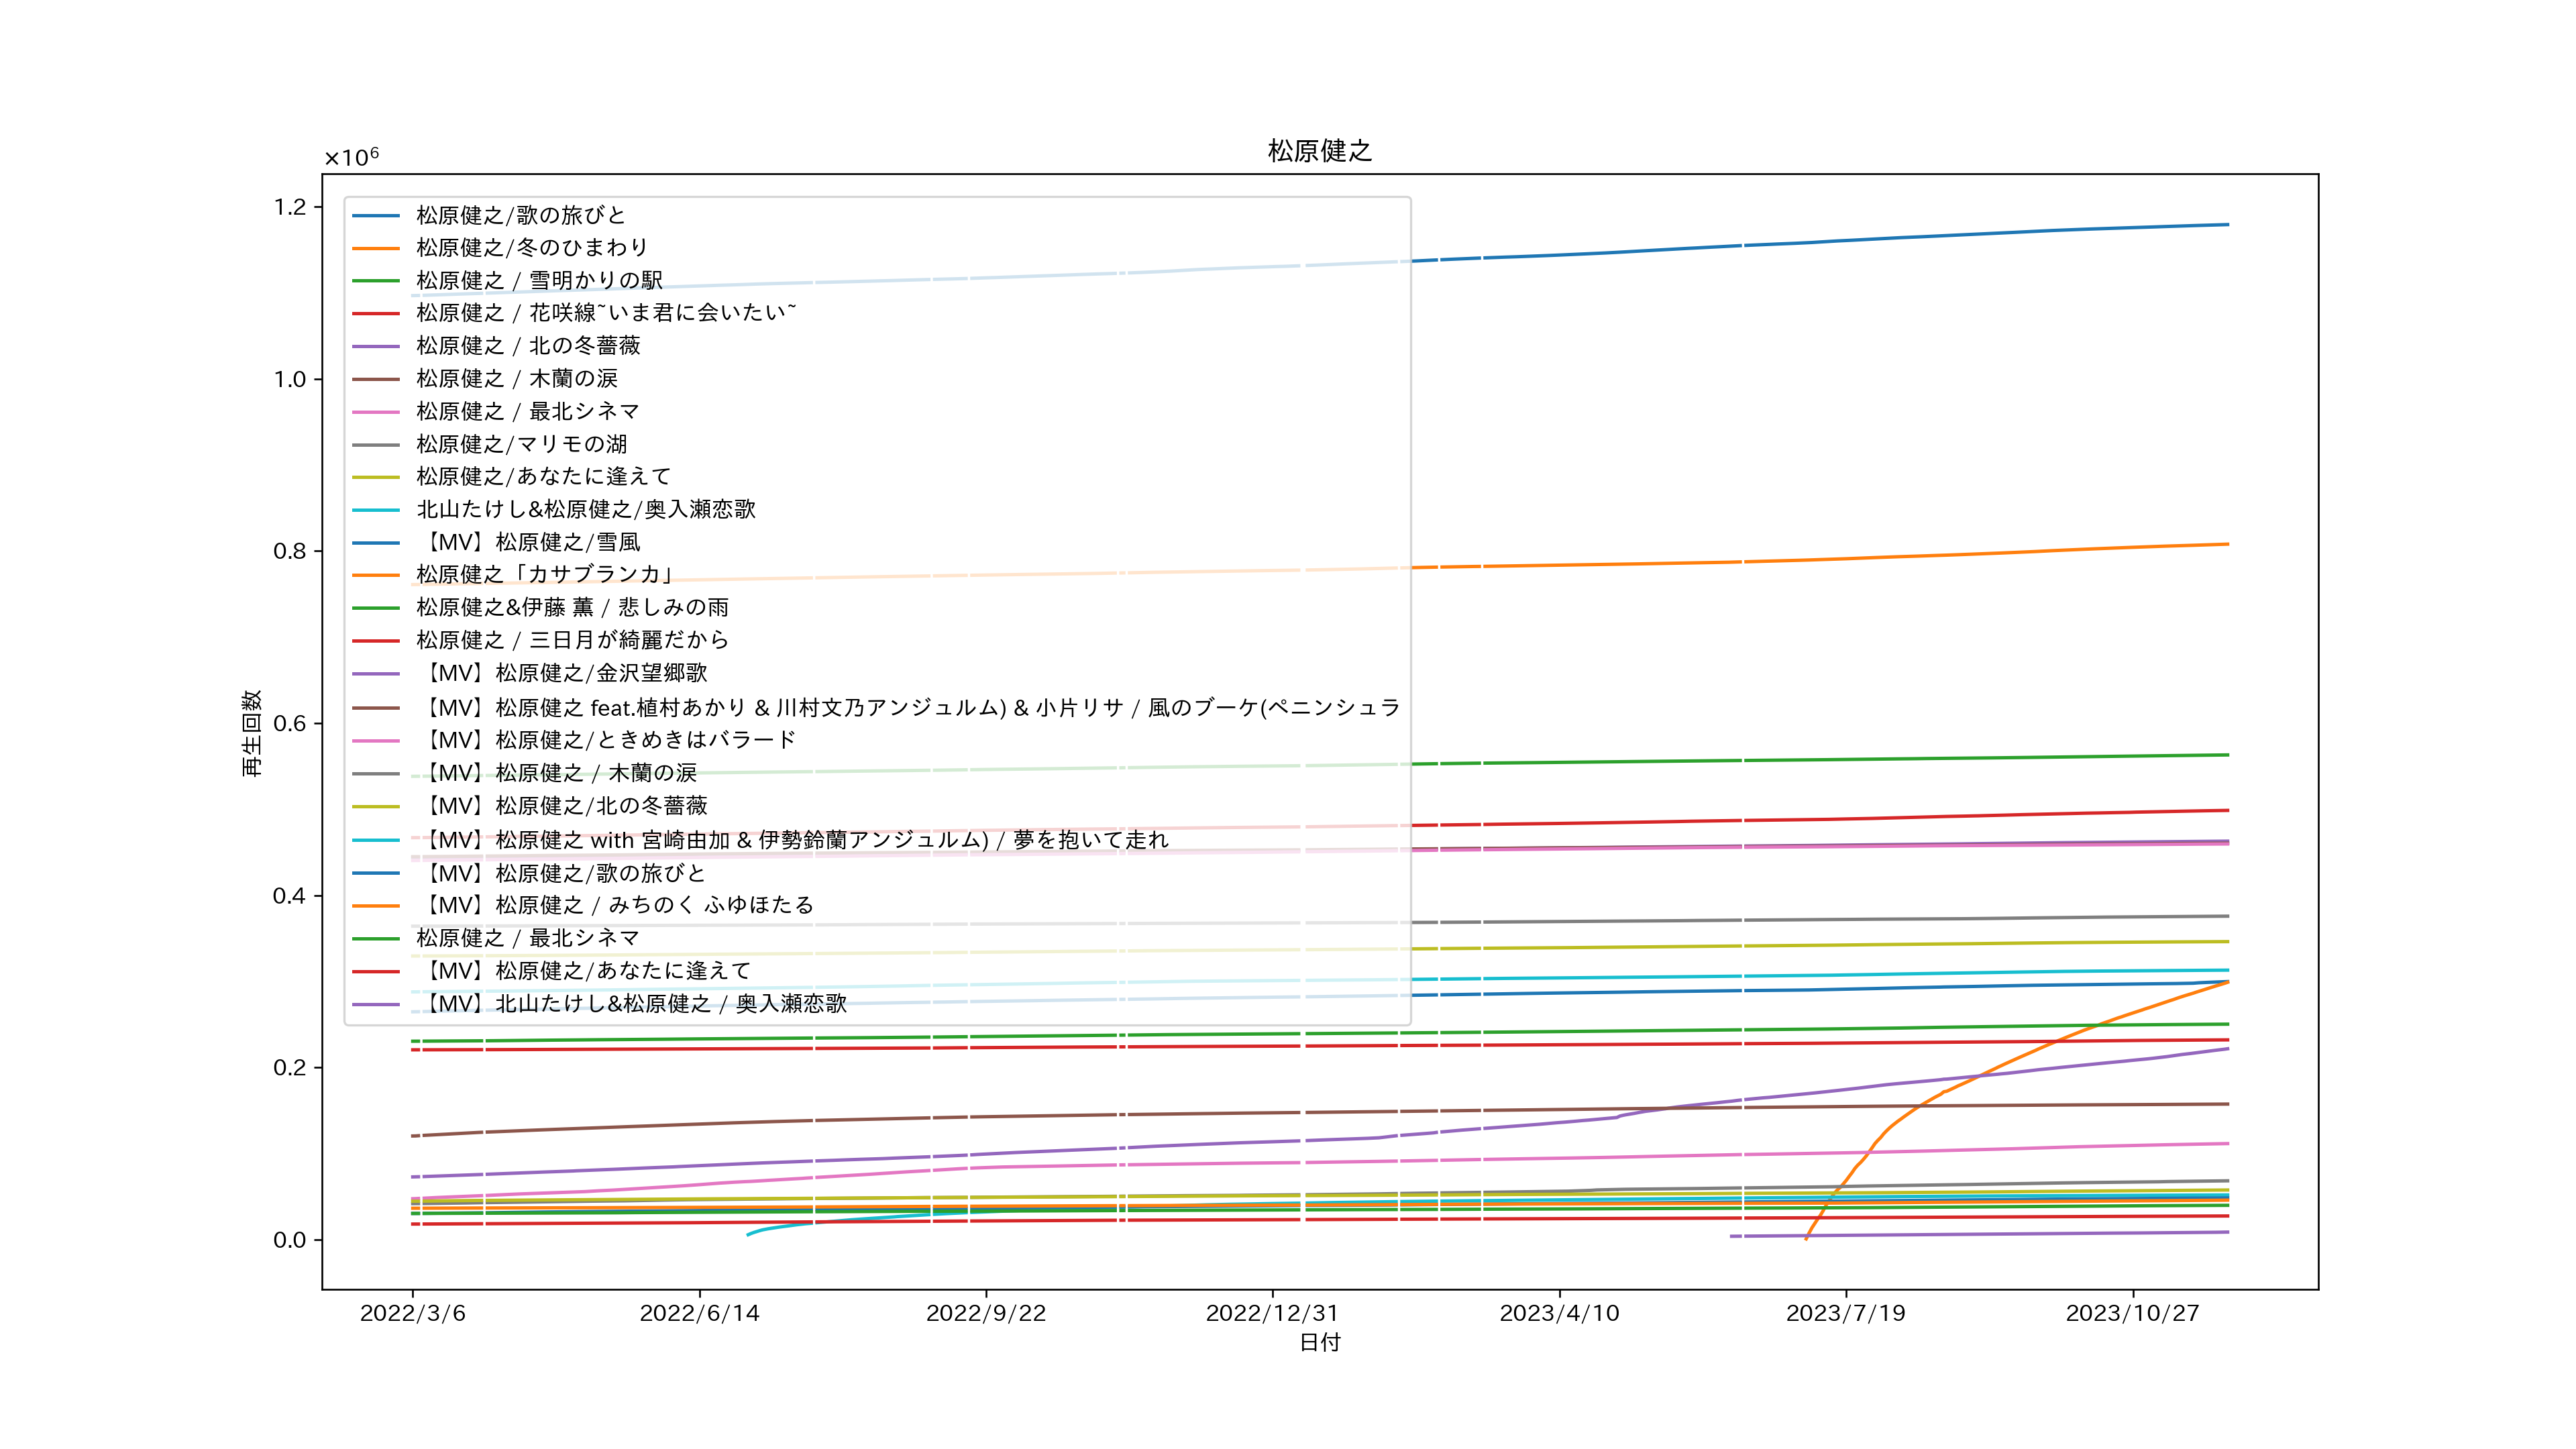 松原健之
×10⁶
1.2
1.0
0.8
0.6
0.4
0.2
0.0
再生回数
松原健之/歌の旅びと
松原健之/冬のひまわり
松原健之 / 雪明かりの駅
松原健之 / 花咲線~いま君に会いたい~
松原健之 / 北の冬薔薇
松原健之 / 木蘭の涙
松原健之 / 最北シネマ
松原健之/マリモの湖
松原健之/あなたに逢えて
北山たけし&松原健之/奥入瀬恋歌
【MV】松原健之/雪風
松原健之「カサブランカ」
松原健之&伊藤 薫 / 悲しみの雨
松原健之 / 三日月が綺麗だから
【MV】松原健之/金沢望郷歌
【MV】松原健之 feat.植村あかり & 川村文乃アンジュルム) & 小片リサ / 風のブーケ(ペニンシュラ
【MV】松原健之/ときめきはバラード
【MV】松原健之 / 木蘭の涙
【MV】松原健之/北の冬薔薇
【MV】松原健之 with 宮崎由加 & 伊勢鈴蘭アンジュルム) / 夢を抱いて走れ
【MV】松原健之/歌の旅びと
【MV】松原健之 / みちのく ふゆほたる
松原健之 / 最北シネマ
【MV】松原健之/あなたに逢えて
【MV】北山たけし&松原健之 / 奥入瀬恋歌
2022/3/6
2022/6/14
2022/9/22
2022/12/31
2023/4/10
2023/7/19
2023/10/27
日付